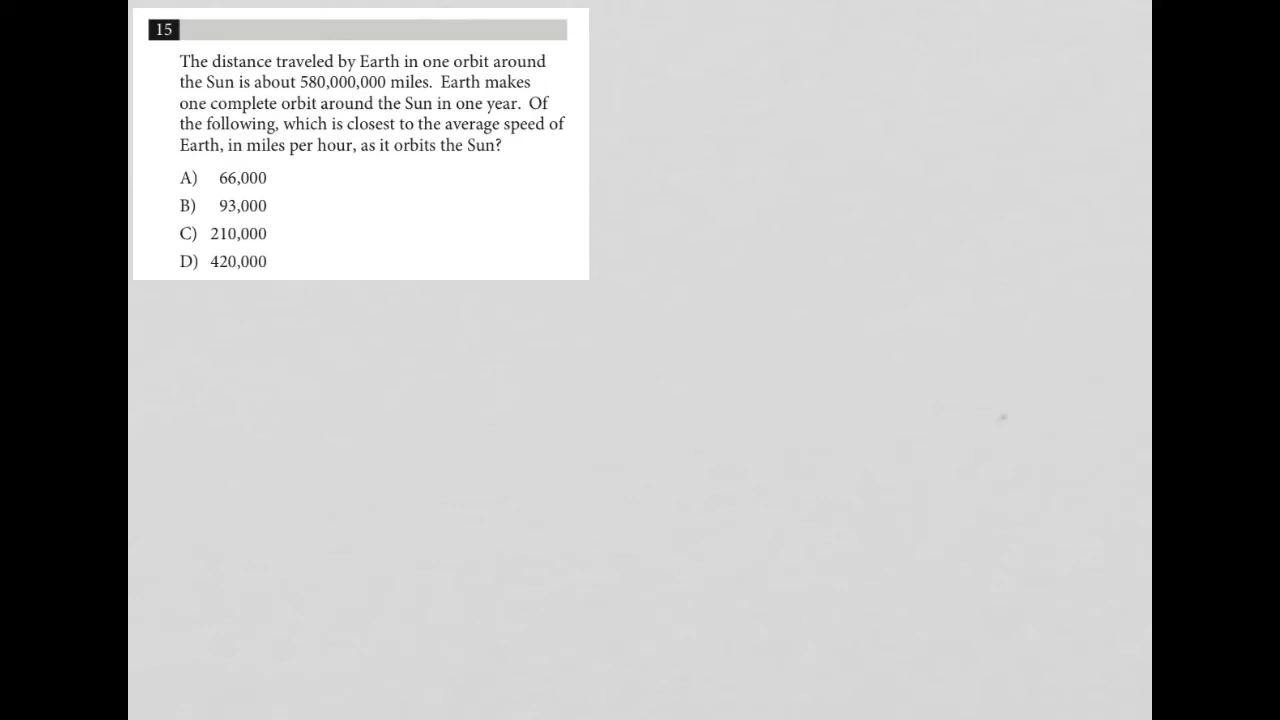 15
The distance traveled by Earth in one orbit around
the Sun is about 580,000,000 miles. Earth makes
one complete orbit around the Sun in one year. Of
the following, which is closest to the average speed of
Earth, in miles per hour, as it orbits the Sun?
A) 66,000
B) 93,000
C) 210,000
D) 420,000